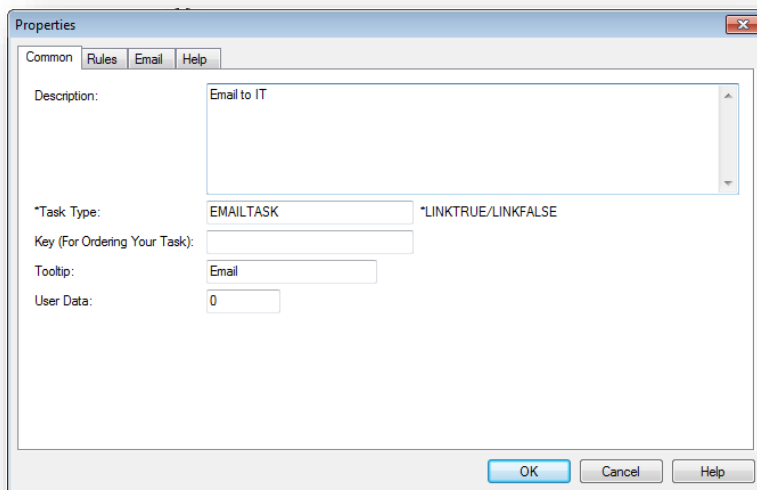 Properties
Common Rules Email Help
Description: Email to IT
*Task Type: EMAILTASK *LINKTRUE/LINKFALSE
Key (For Ordering Your Task):
Tooltip: Email
User Data: 0
OK Cancel Help